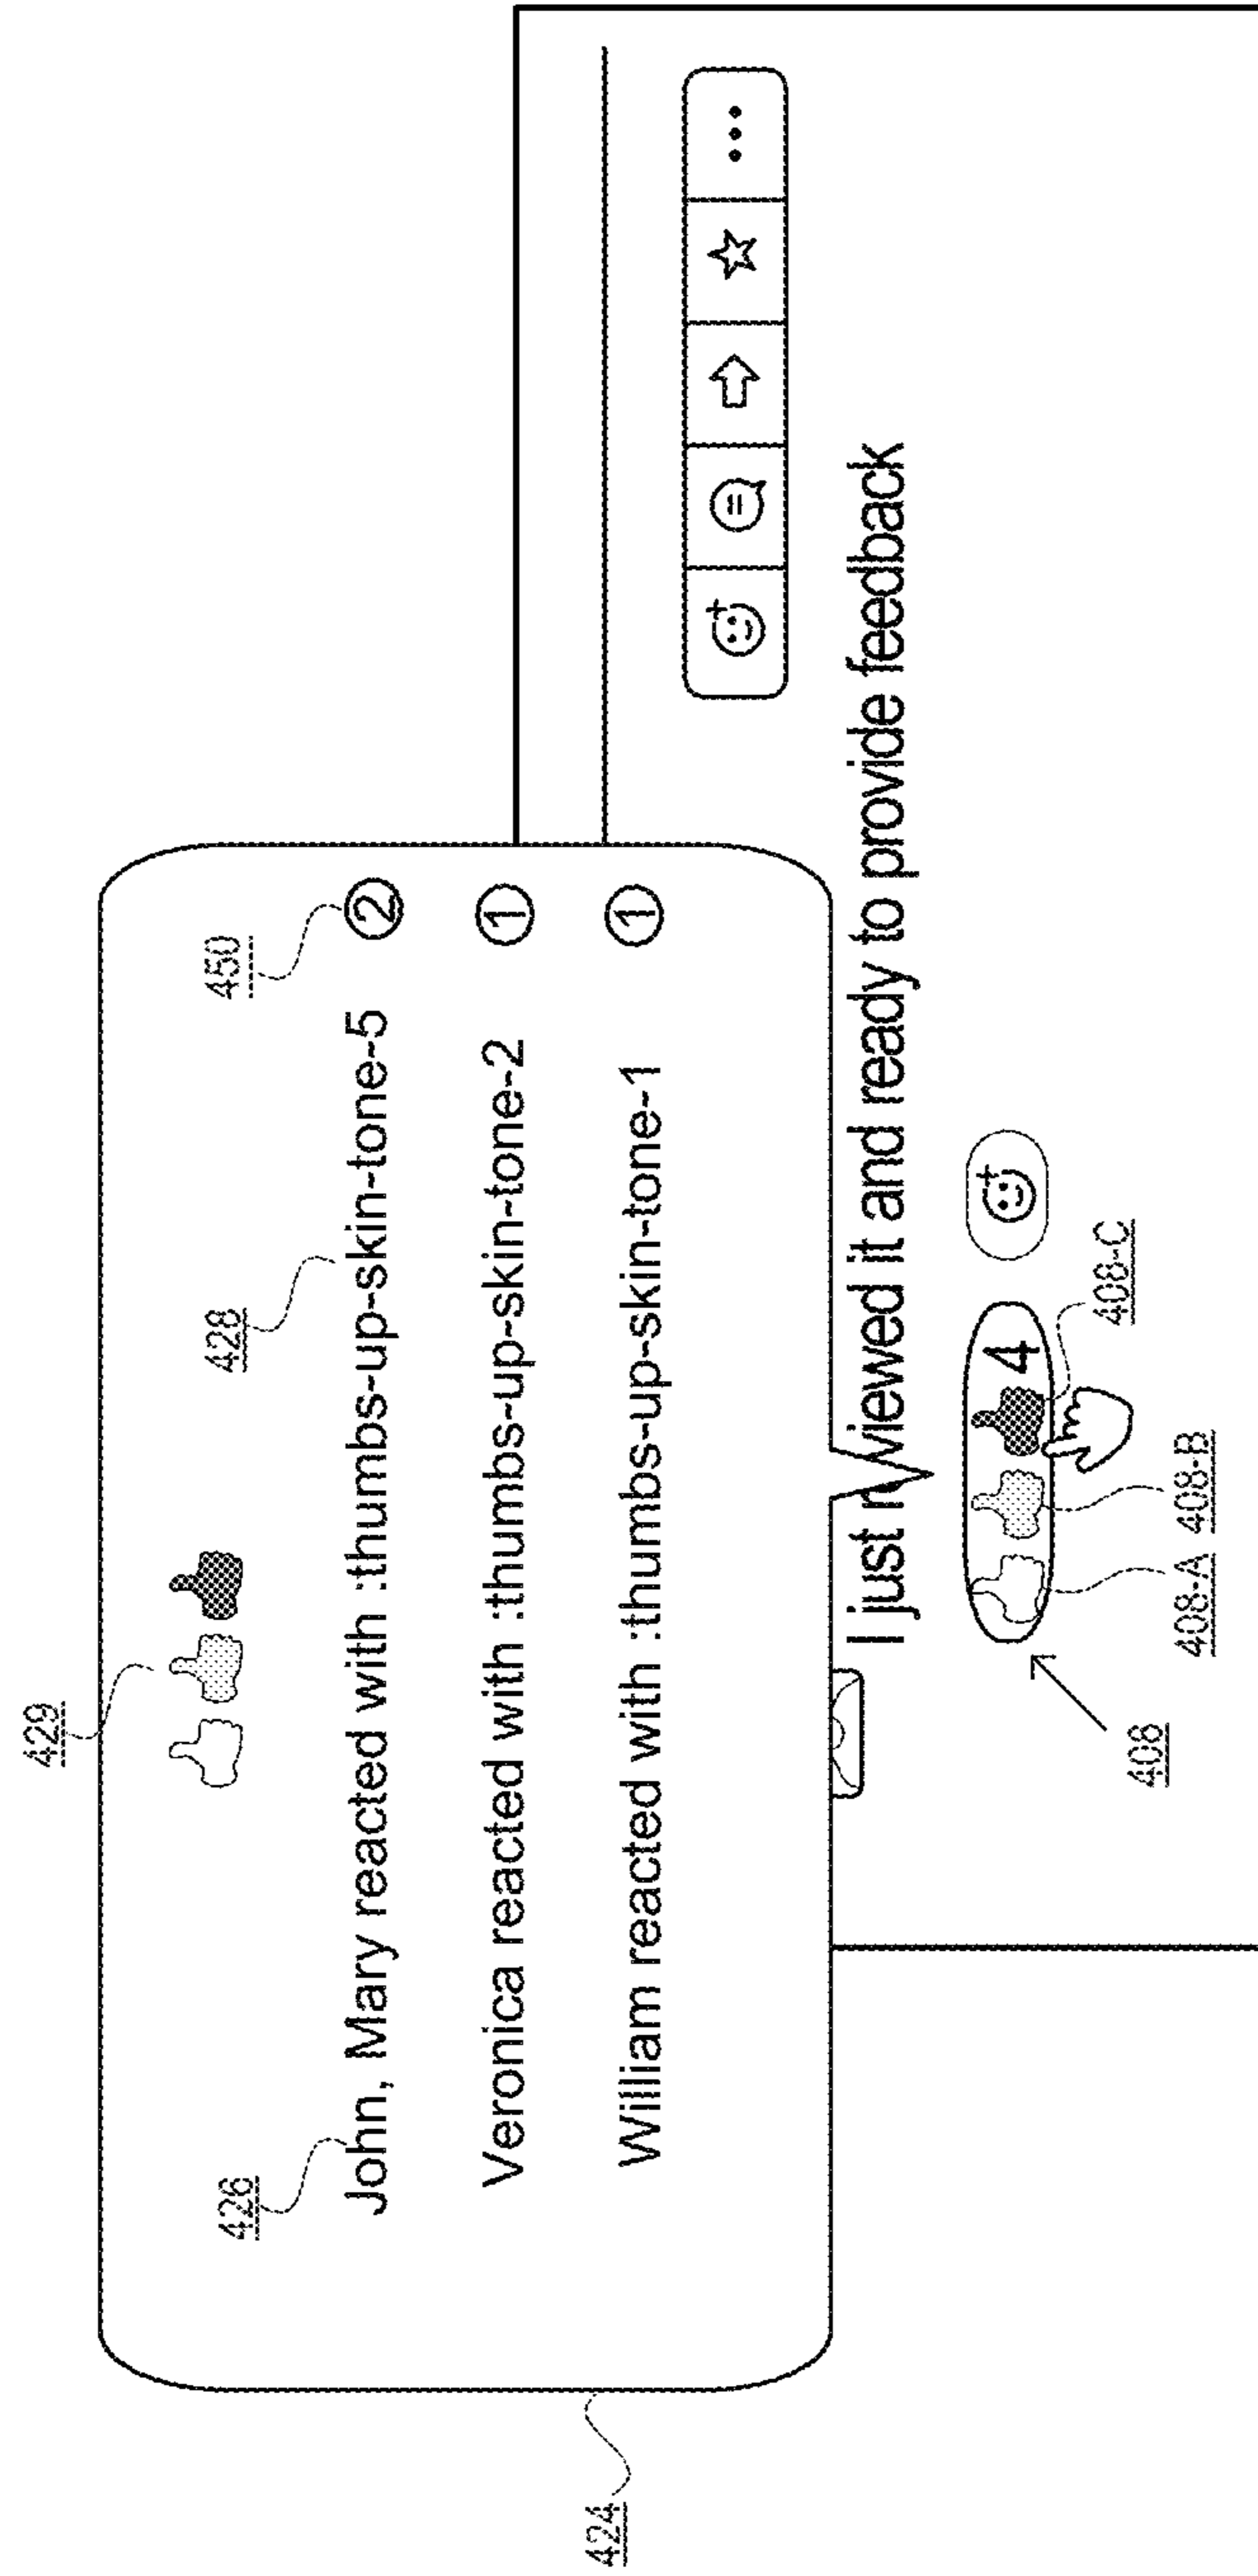 429
426
428
450
John, Mary reacted with :thumbs-up-skin-tone-5 2
Veronica reacted with :thumbs-up-skin-tone-2 1
William reacted with :thumbs-up-skin-tone-1 1
424
I just viewed it and ready to provide feedback
4
408
408-A
408-B
408-C